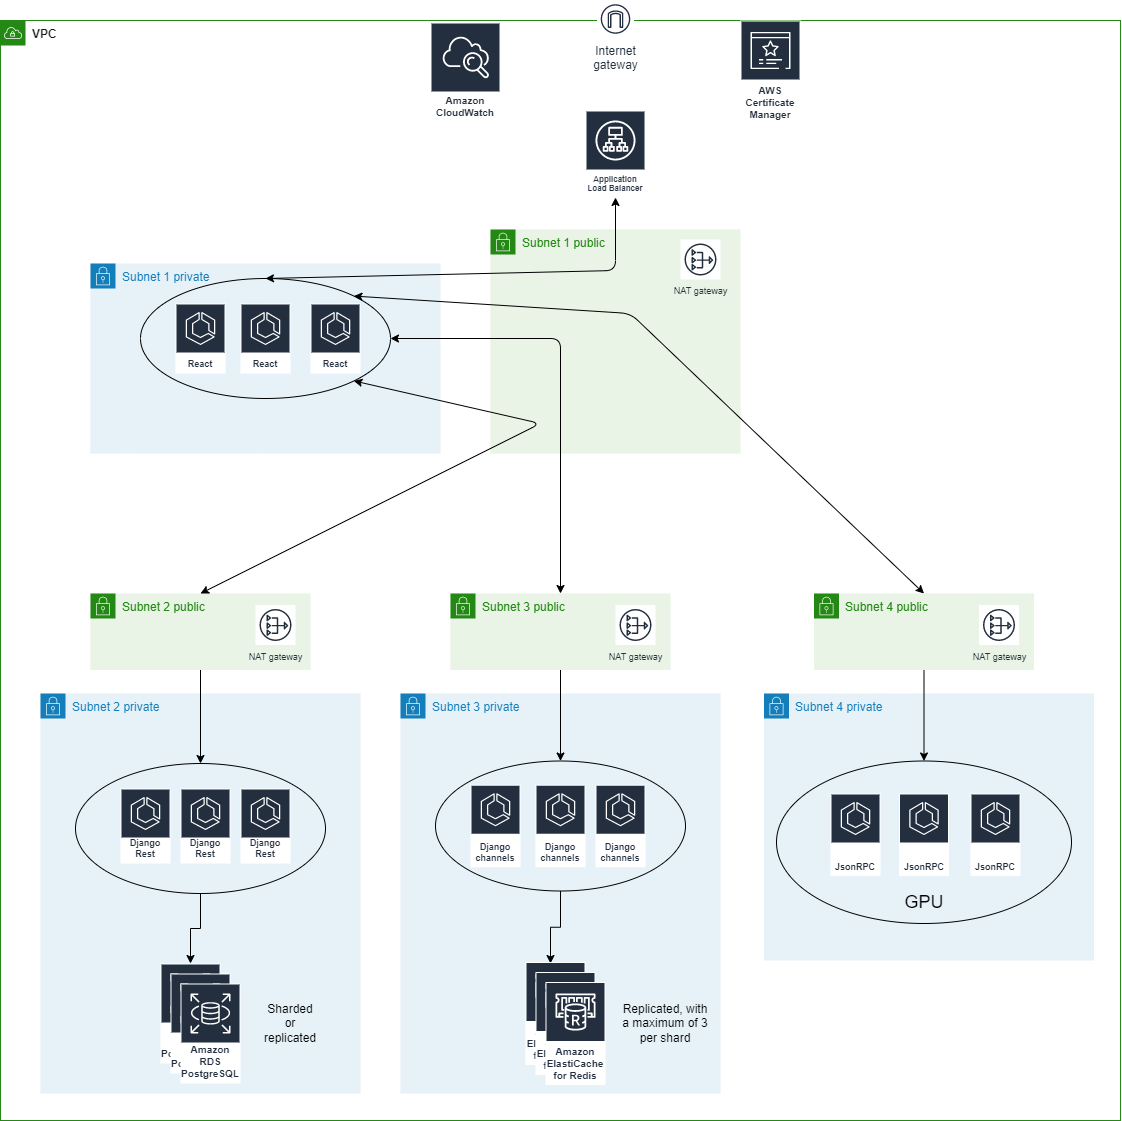 VPC
Internet
gateway
Amazon
CloudWatch
AWS
Certificate
Manager
Application
Load Balancer
Subnet 1 public
NAT gateway
Subnet 1 private
React
React
React
Subnet 2 public
NAT gateway
Subnet 3 public
NAT gateway
Subnet 4 public
NAT gateway
Subnet 2 private
Django
Rest
Django
Rest
Django
Rest
Sharded
or
replicated
Amazon
RDS
PostgreSQL
Subnet 3 private
Django
channels
Django
channels
Django
channels
R
Replicated, with
a maximum of 3
per shard
Amazon
ElastiCache
for Redis
Subnet 4 private
JsonRPC
JsonRPC
JsonRPC
GPU